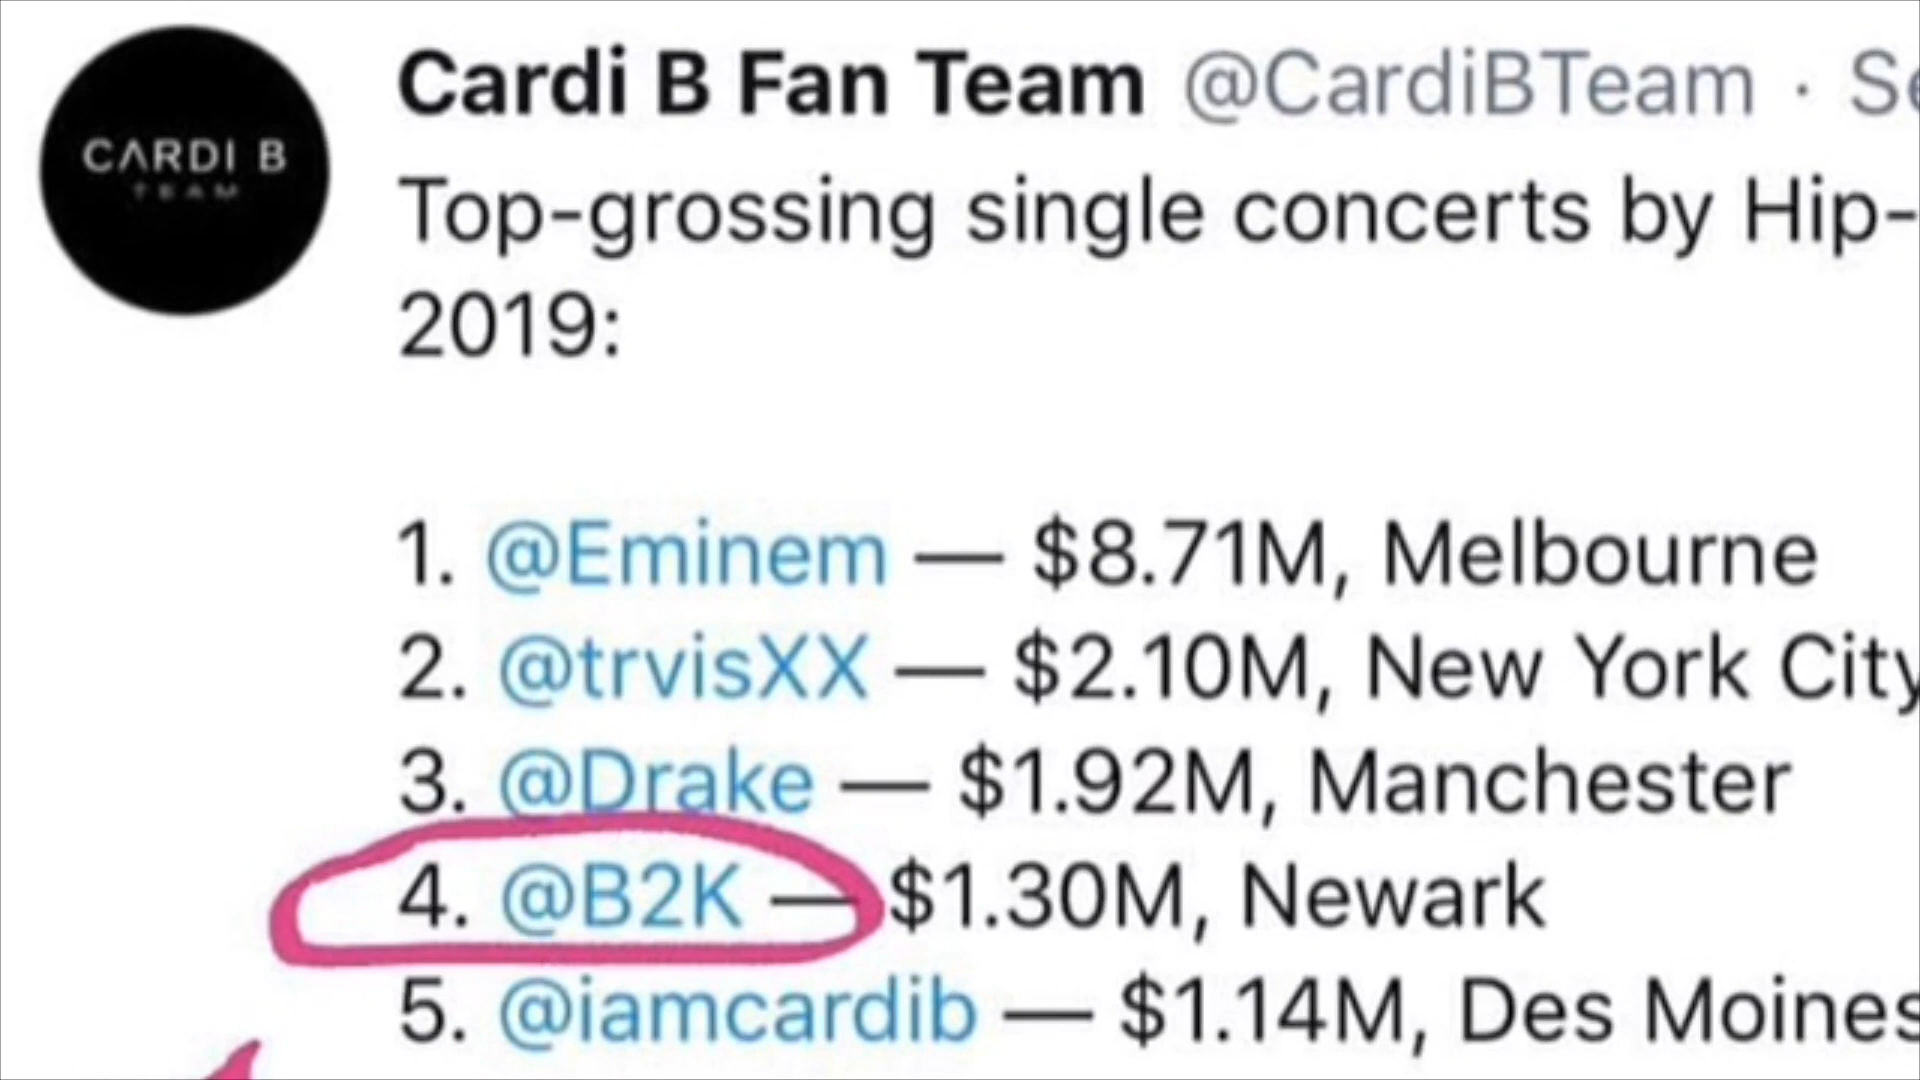 CARDI B
TEAM
Cardi B Fan Team @CardiBTeam ·
Top-grossing single concerts by Hip-
2019:
1. @Eminem — $8.71M, Melbourne
2. @trvisXX — $2.10M, New York City
3. @Drake — $1.92M, Manchester
4. @B2K — $1.30M, Newark
5. @iamcardib — $1.14M, Des Moines